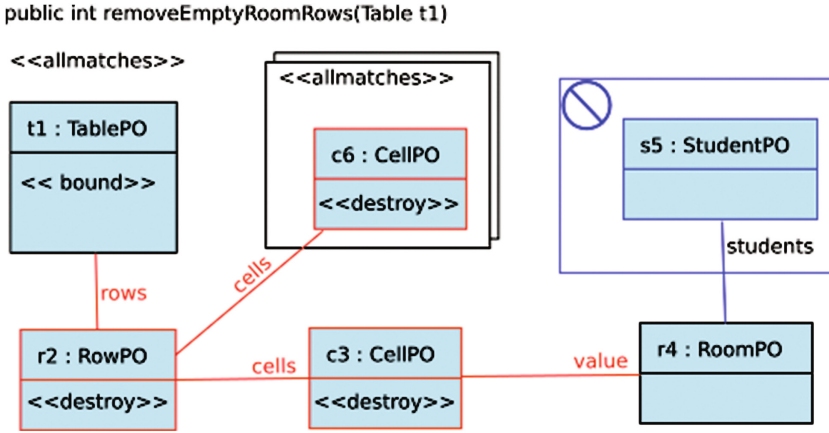 public int removeEmptyRoomRows(Table t1)
<<allmatches>>
<<allmatches>>
t1 : TablePO
<< bound>>
c6 : CellPO
<<destroy>>
s5 : StudentPO
students
rows
cells
r2 : RowPO
<<destroy>>
cells
c3 : CellPO
<<destroy>>
value
r4 : RoomPO